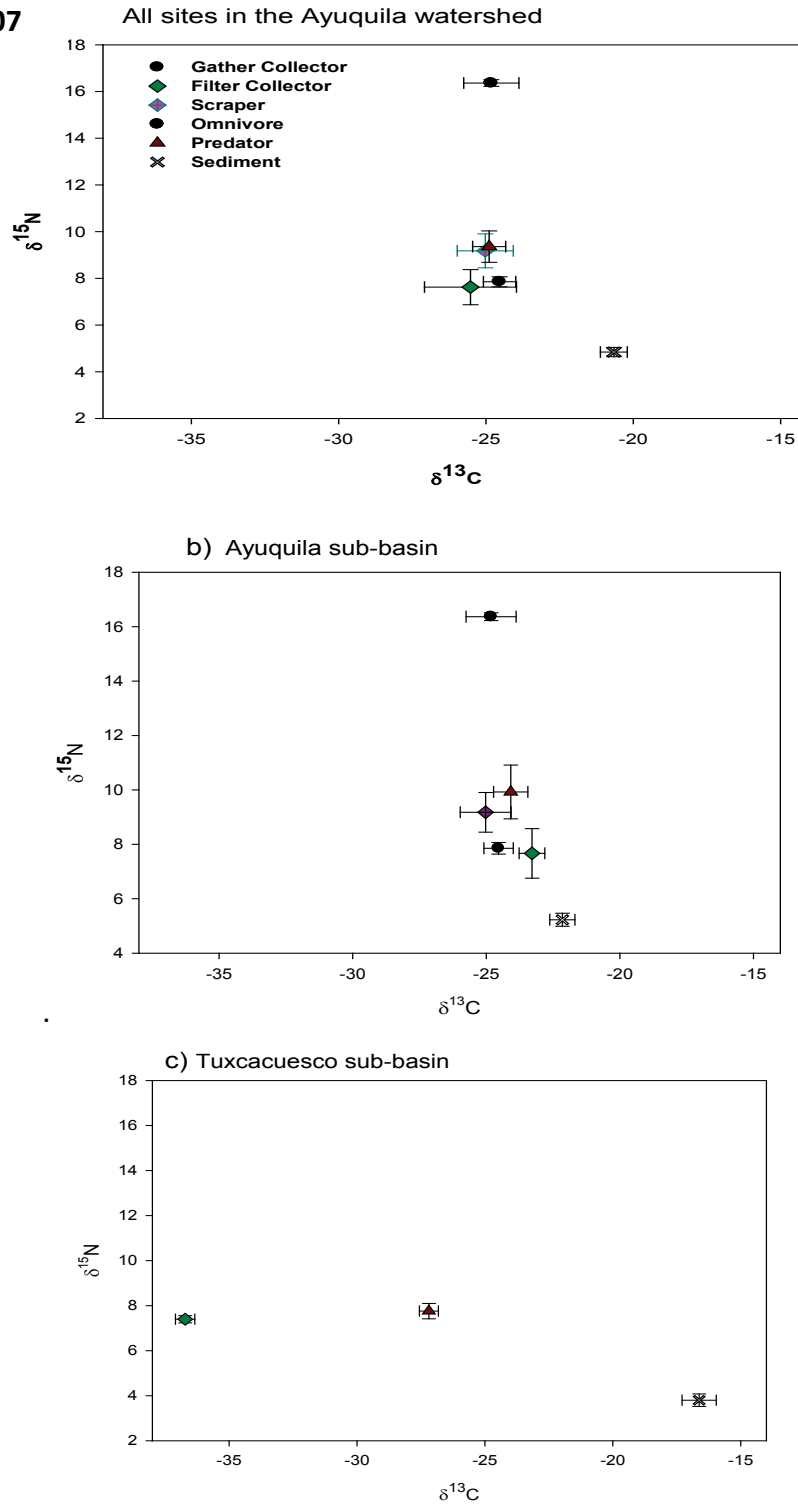 07
All sites in the Ayuquila watershed
18
16
14
12
10
8
6
4
2
δ15N
Gather Collector
Filter Collector
Scraper
Omnivore
Predator
Sediment
-35 -30 -25 -20 -15
δ13C
b) Ayuquila sub-basin
18
16
14
12
10
8
6
4
δ15N
-35 -30 -25 -20 -15
δ13C
.
c) Tuxcacuesco sub-basin
18
16
14
12
10
8
6
4
2
δ15N
-35 -30 -25 -20 -15
δ13C